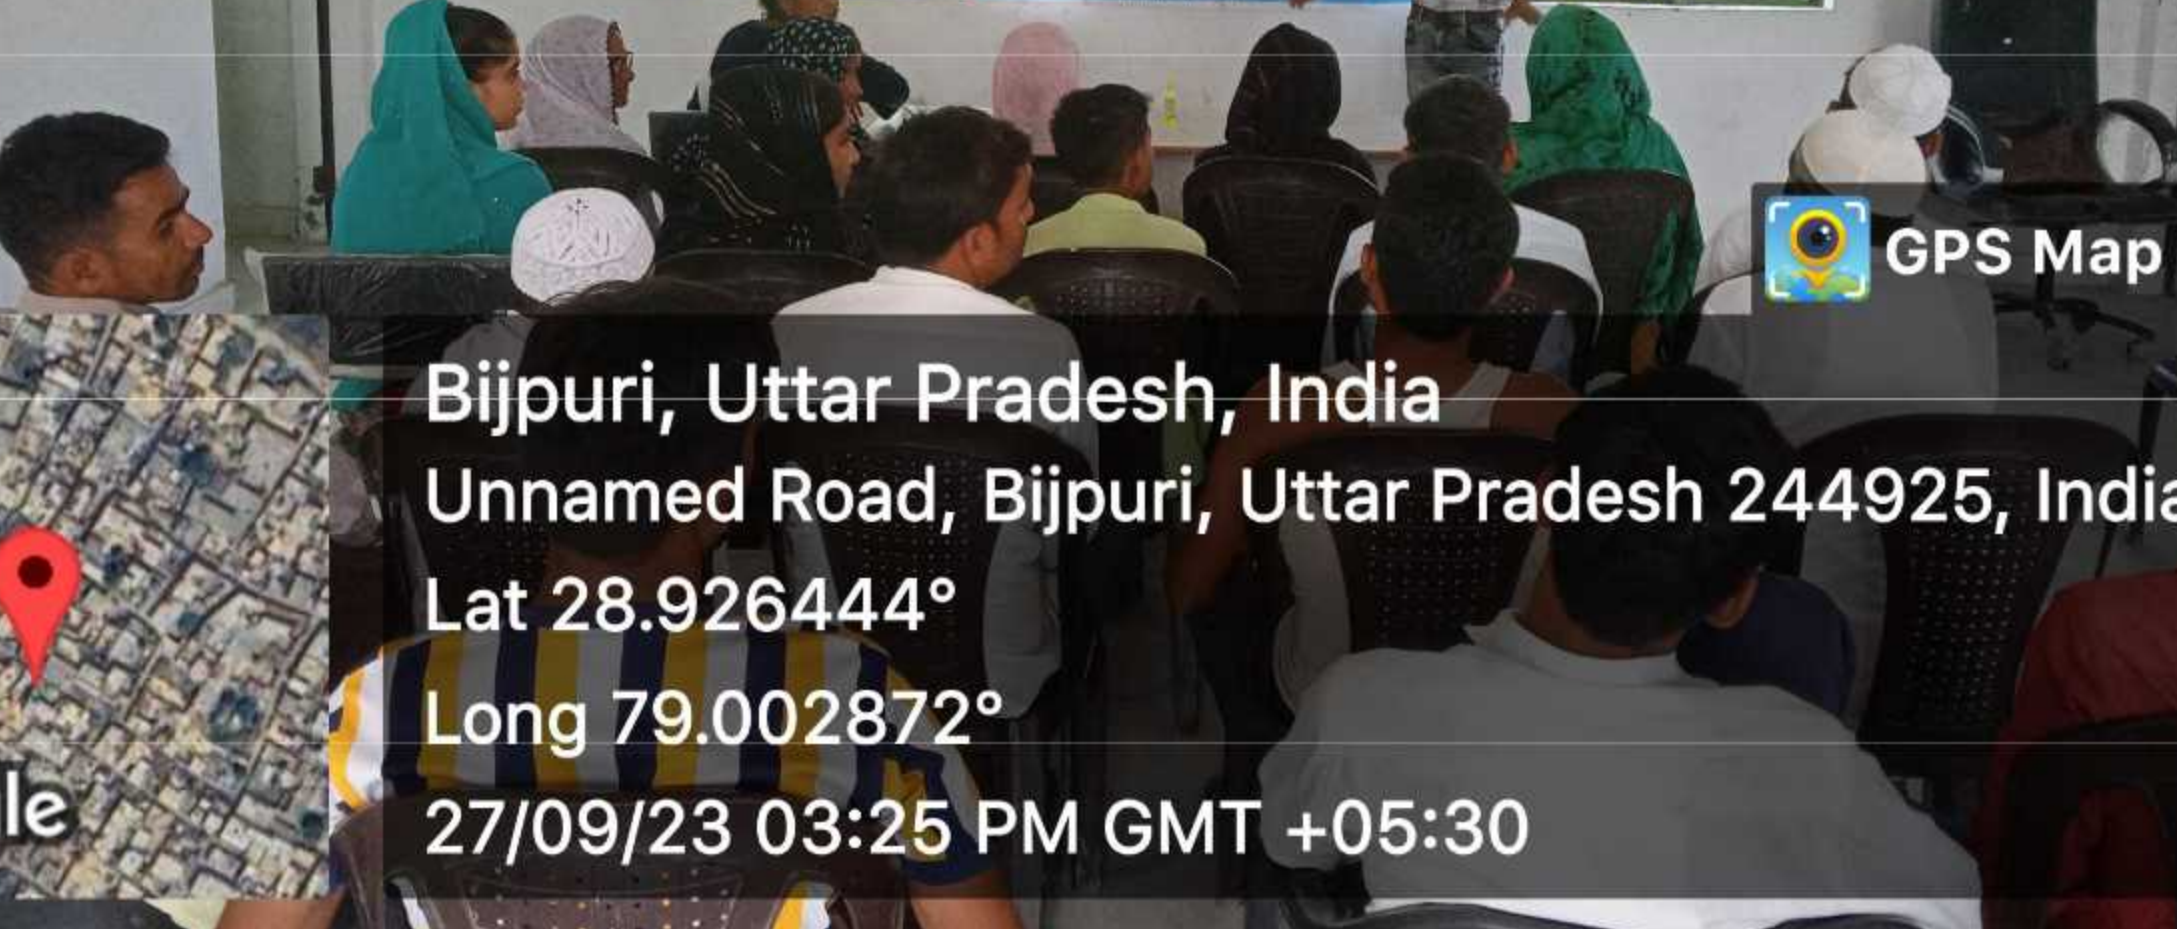 GPS Map
Bijpuri, Uttar Pradesh, India
Unnamed Road, Bijpuri, Uttar Pradesh 244925, India
Lat 28.926444°
Long 79.002872°
27/09/23 03:25 PM GMT +05:30
le